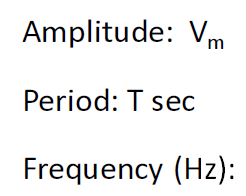 Amplitude: Vm
Period: T sec
Frequency (Hz):